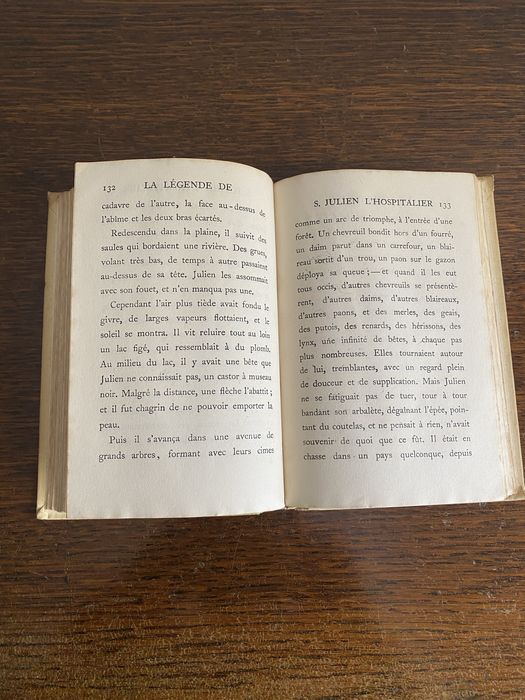 132 LA LÉGENDE DE
cadavre de l'autre, la face au-dessus de
l'abîme et les deux bras écartés.
Redescendu dans la plaine, il suivit des
saules qui bordaient une rivière. Des grues,
volant très bas, de temps à autre passaient
au-dessus de sa tête. Julien les assommait
avec son fouet, et n'en manqua pas une.
Cependant l'air plus tiède avait fondu le
givre, de larges vapeurs flottaient, et le
soleil se montra. Il vit reluire tout au loin
un lac figé, qui ressemblait à du plomb.
Au milieu du lac, il y avait une bête que
Julien ne connaissait pas, un castor à museau
noir. Malgré la distance, une flèche l'abattit;
et il fut chagrin de ne pouvoir emporter la
peau.
Puis il s'avança dans une avenue de
grands arbres, formant avec leurs cimes
S. JULIEN L'HOSPITALIER 133
comme un arc de triomphe, à l'entrée d'une
forêt. Un chevreuil bondit hors d'un fourré,
un daim parut dans un carrefour, un blai-
reau sortit d'un trou, un paon sur le gazon
déploya sa queue;—et quand il les eut
tous occis, d'autres chevreuils se présentè-
rent, d'autres daims, d'autres blaireaux,
d'autres paons, et des merles, des geais,
des putois, des renards, des hérissons, des
lynx, une infinité de bêtes, à chaque pas
plus nombreuses. Elles tournaient autour
de lui, tremblantes, avec un regard plein
de douceur et de supplication. Mais Julien
ne se fatiguait pas de tuer, tour à tour
bandant son arbalète, dégaînant l'épée, poin-
tant du coutelas, et ne pensait à rien, n'avait
souvenir de quoi que ce fût. Il était en
chasse dans un pays quelconque, depuis